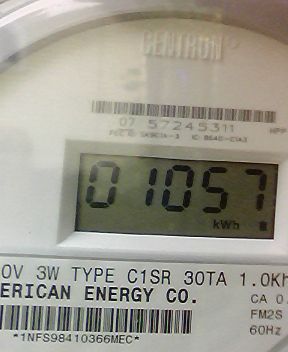 CENTRON®
07 57245311
01057
kWh
0V 3W TYPE C1SR 30TA 1.0Kh
ERICAN ENERGY CO.
CA 0.
FM2S
*1NFS98410366MEC*
60Hz